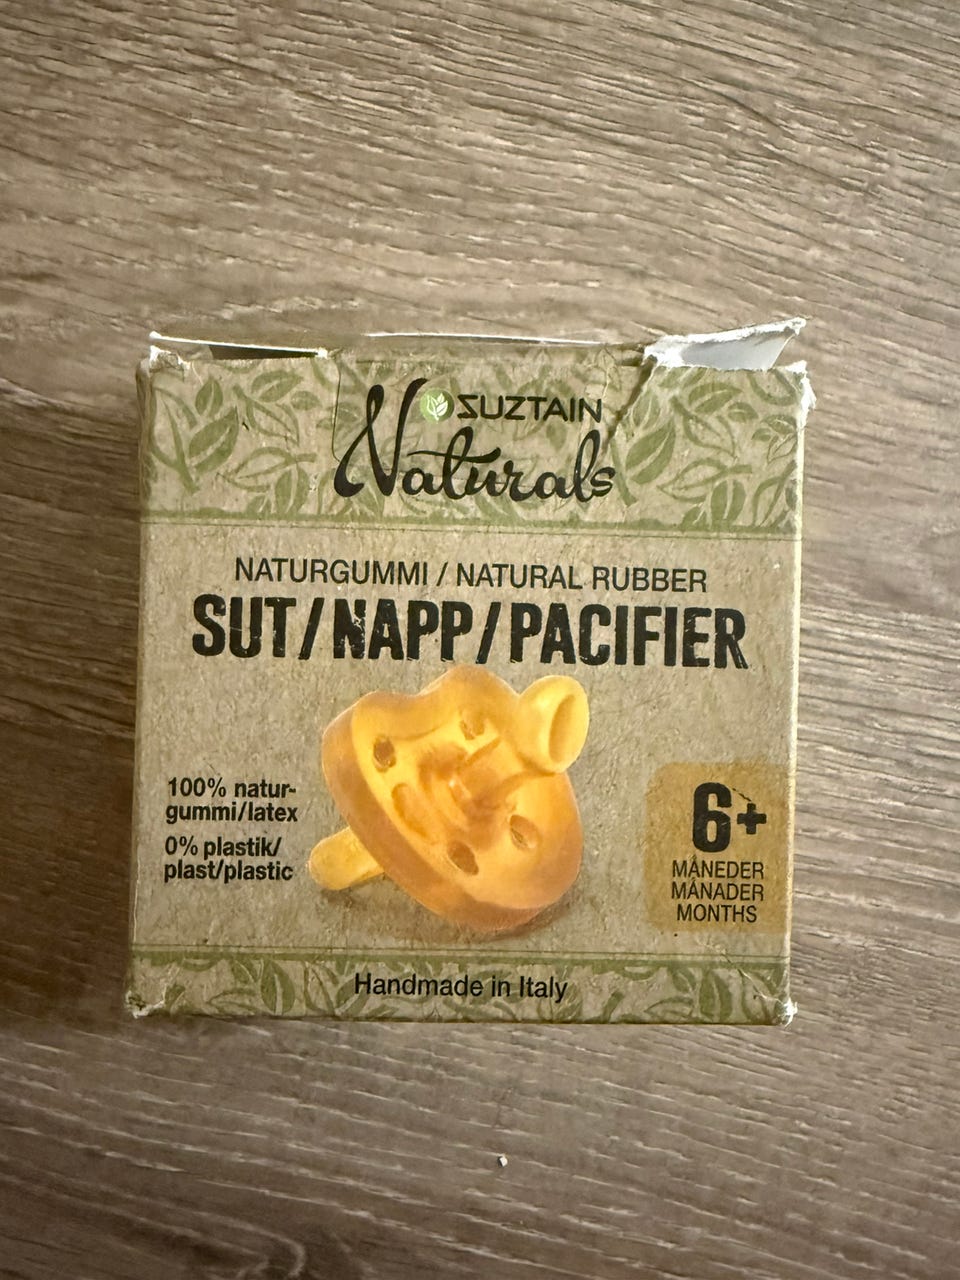 SUZTAIN
Naturals
NATURGUMMI / NATURAL RUBBER
SUT/NAPP/PACIFIER
100% natur-
gummi/latex
0% plastik/
plast/plastic
6+
MÅNEDER
MÁNADER
MONTHS
Handmade in Italy